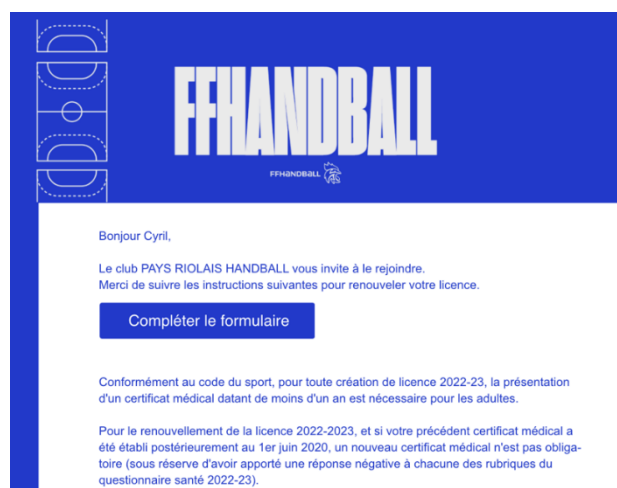 FFHANDBALL
FFHANDBALL
Bonjour Cyril,
Le club PAYS RIOLAIS HANDBALL vous invite à le rejoindre.
Merci de suivre les instructions suivantes pour renouveler votre licence.
Compléter le formulaire
Conformément au code du sport, pour toute création de licence 2022-23, la présentation
d'un certificat médical datant de moins d'un an est nécessaire pour les adultes.
Pour le renouvellement de la licence 2022-2023, et si votre précédent certificat médical a
été établi postérieurement au 1er juin 2020, un nouveau certificat médical n'est pas obliga-
toire (sous réserve d'avoir apporté une réponse négative à chacune des rubriques du
questionnaire santé 2022-23).